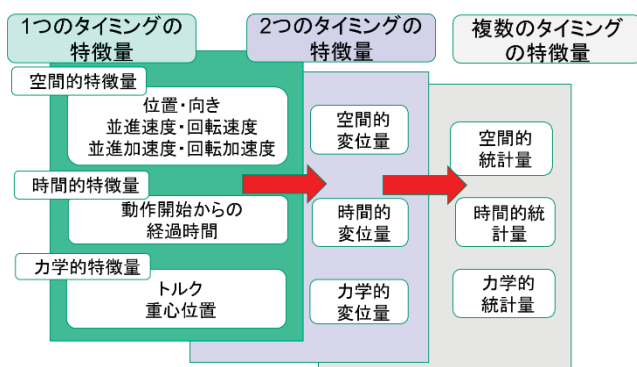 1つのタイミングの
特徴量
2つのタイミングの
特徴量
複数のタイミング
の特徴量
空間的特徴量
位置・向き
並進速度・回転速度
並進加速度・回転加速度
時間的特徴量
動作開始からの
経過時間
力学的特徴量
トルク
重心位置
空間的
変位量
時間的
変位量
力学的
変位量
空間的
統計量
時間的統
計量
力学的
統計量